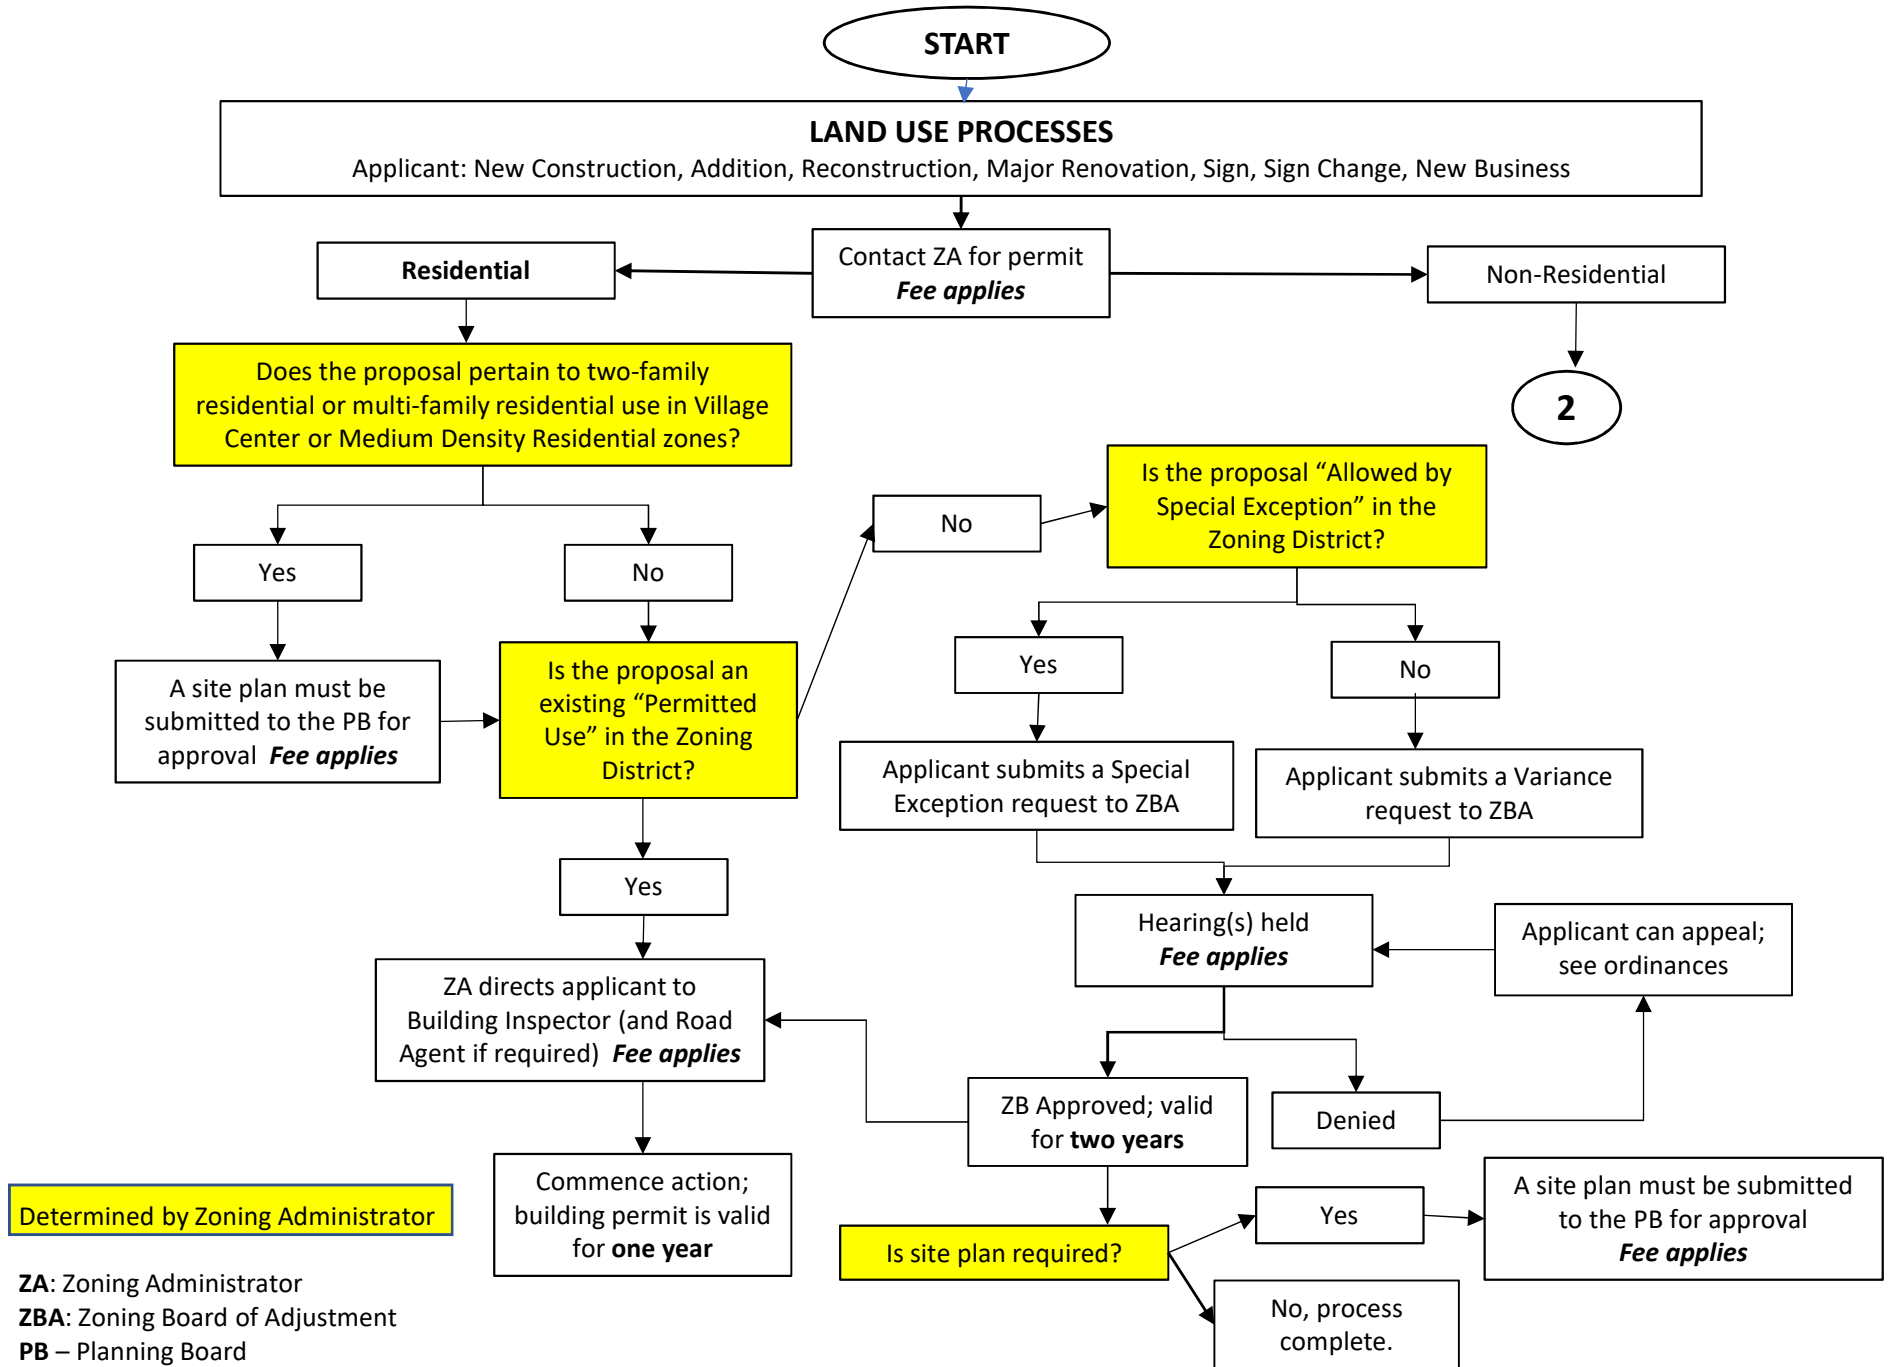 START
LAND USE PROCESSES
Applicant: New Construction, Addition, Reconstruction, Major Renovation, Sign, Sign Change, New Business
Contact ZA for permit
Fee applies
Residential
Non-Residential
2
Does the proposal pertain to two-family
residential or multi-family residential use in Village
Center or Medium Density Residential zones?
Yes
No
A site plan must be
submitted to the PB for
approval Fee applies
Is the proposal an
existing “Permitted
Use” in the Zoning
District?
No
Is the proposal “Allowed by
Special Exception” in the
Zoning District?
Yes
No
Applicant submits a Special
Exception request to ZBA
Applicant submits a Variance
request to ZBA
Yes
Hearing(s) held
Fee applies
Applicant can appeal;
see ordinances
ZA directs applicant to
Building Inspector (and Road
Agent if required) Fee applies
ZB Approved; valid
for two years
Denied
Commence action;
building permit is valid
for one year
Is site plan required?
Yes
A site plan must be submitted
to the PB for approval
Fee applies
No, process
complete.
Determined by Zoning Administrator
ZA: Zoning Administrator
ZBA: Zoning Board of Adjustment
PB – Planning Board